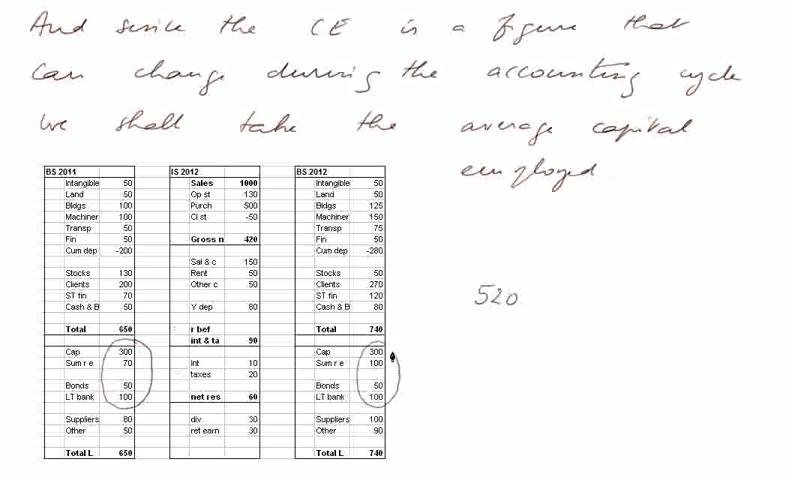 And since the CE is a figure that
can change during the accounting cycle
we shall take the average capital
employed
BS 2011 IS 2012 BS 2012
Intangible 50 Sales 1000 Intangible 50
Land 50 Op st 130 Land 50
Bldgs 100 Purch 500 Bldgs 125
Machiner 100 Cl st -50 Machiner 150
Transp 50 Transp 75
Fin 50 Gross n 420 Fin 50
Cum dep -200 Cum dep -280
Sal & c 150
Stocks 130 Rent 50 Stocks 50
Clients 200 Other c 50 Clients 270
ST fin 70 ST fin 120
Cash & B 50 Y dep 80 Cash & B 80
Total 650 r bef Total 740
int & ta 90
Cap 300 Cap 300
Sum r e 70 Int 10 Sum r e 100
taxes 20
Bonds 50 Bonds 50
LT bank 100 net res 60 LT bank 100
Suppliers 80 div 30 Suppliers 100
Other 50 ret earn 30 Other 90
Total L 650 Total L 740
520